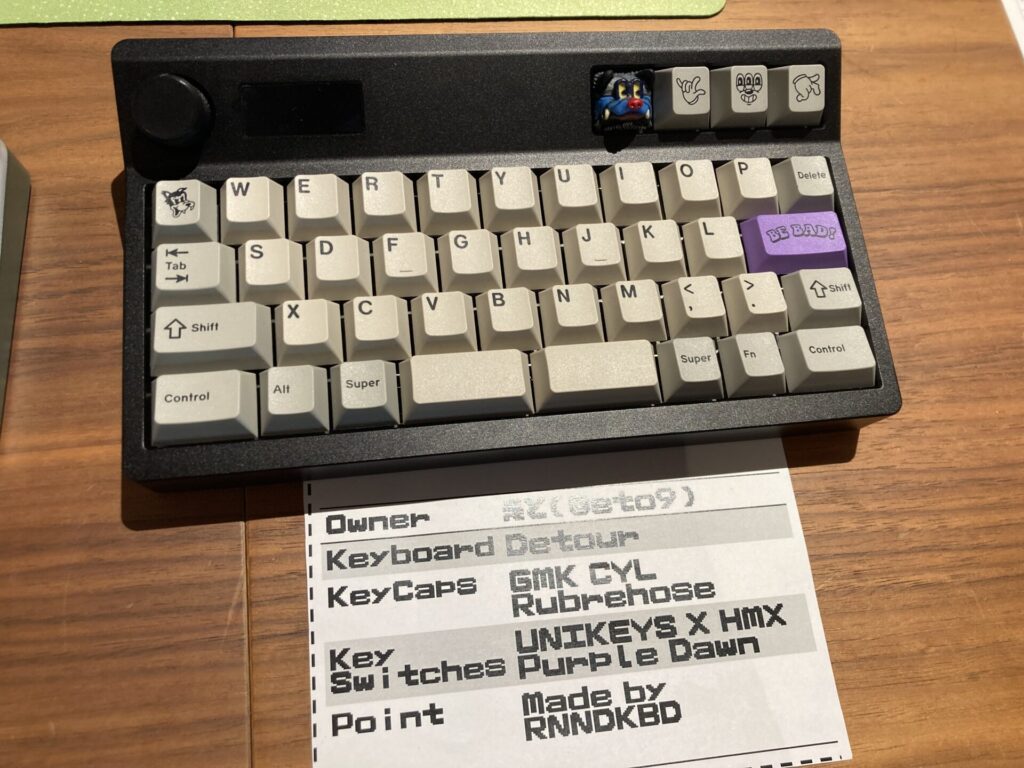 W E R T Y U I O P Delete
Tab S D F G H J K L BE BAD!
Shift X C V B N M < , > . Shift
Control Alt Super Super Fn Control
Owner (@eto9)
Keyboard Detour
KeyCaps GMK CYL
Rubrehose
Key
Switches UNIKEYS X HMX
Purple Dawn
Point Made by
RNNDKBD